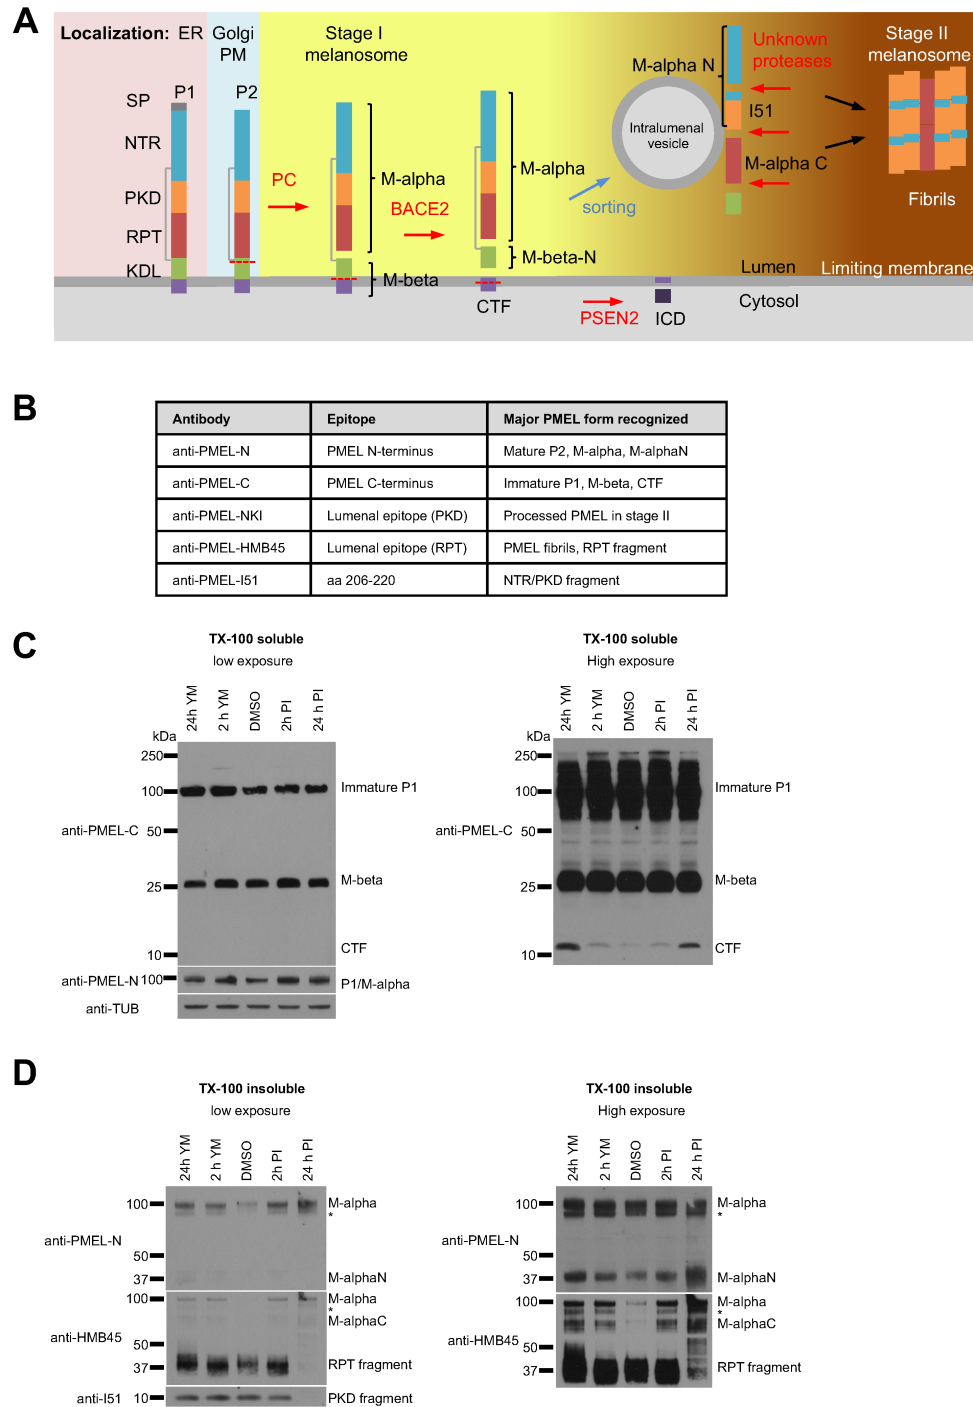 A
Localization: ER
Golgi
PM
Stage I
melanosome
Unknown
proteases
Stage II
melanosome
M-alpha N
P1
P2
SP
NTR
PKD
RPT
KDL
PC
M-alpha
BACE2
M-alpha
M-beta
M-beta-N
CTF
sorting
Intralumenal
vesicle
I51
M-alpha C
Fibrils
Lumen
Limiting membrane
Cytosol
PSEN2
ICD
B
Antibody Epitope Major PMEL form recognized
anti-PMEL-N PMEL N-terminus Mature P2, M-alpha, M-alphaN
anti-PMEL-C PMEL C-terminus Immature P1, M-beta, CTF
anti-PMEL-NKI Lumenal epitope (PKD) Processed PMEL in stage II
anti-PMEL-HMB45 Lumenal epitope (RPT) PMEL fibrils, RPT fragment
anti-PMEL-I51 aa 206-220 NTR/PKD fragment
C
TX-100 soluble
low exposure
24h YM
2 h YM
DMSO
2h PI
24 h PI
kDa
250
100
50
25
10
anti-PMEL-C
Immature P1
M-beta
CTF
anti-PMEL-N 100
P1/M-alpha
anti-TUB
TX-100 soluble
High exposure
24h YM
2 h YM
DMSO
2h PI
24 h PI
kDa
250
100
50
25
10
anti-PMEL-C
Immature P1
M-beta
CTF
D
TX-100 insoluble
low exposure
24h YM
2 h YM
DMSO
2h PI
24 h PI
100
50
37
anti-PMEL-N
M-alpha
*
M-alphaN
100
50
37
anti-HMB45
M-alpha
*
M-alphaC
RPT fragment
anti-I51 10
PKD fragment
TX-100 insoluble
High exposure
24h YM
2 h YM
DMSO
2h PI
24 h PI
100
50
37
anti-PMEL-N
M-alpha
*
M-alphaN
100
50
37
anti-HMB45
M-alpha
*
M-alphaC
RPT fragment